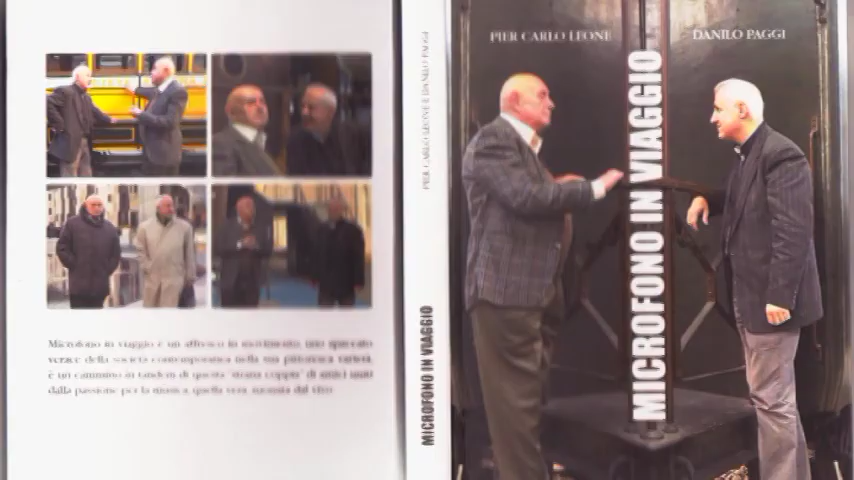 Microfono in viaggio è un affresco in movimento, uno spaccato
verace della società contemporanea nella sua pittoresca varietà,
è un cammino in tandem di questa "strana coppia" di amici uniti
dalla passione per la musica quella vera, suonata dal vivo.
PIER CARLO LEONE E DANILO PAGGI
MICROFONO IN VIAGGIO
PIER CARLO LEONE
DANILO PAGGI
MICROFONO IN VIAGGIO